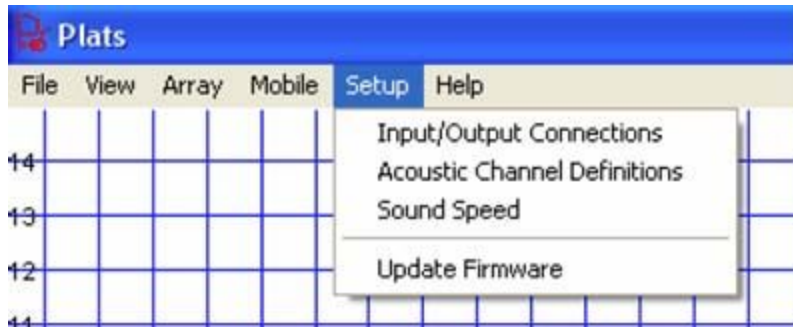 Plats
File View Array Mobile Setup Help
Input/Output Connections
Acoustic Channel Definitions
Sound Speed
Update Firmware
14
13
12
11